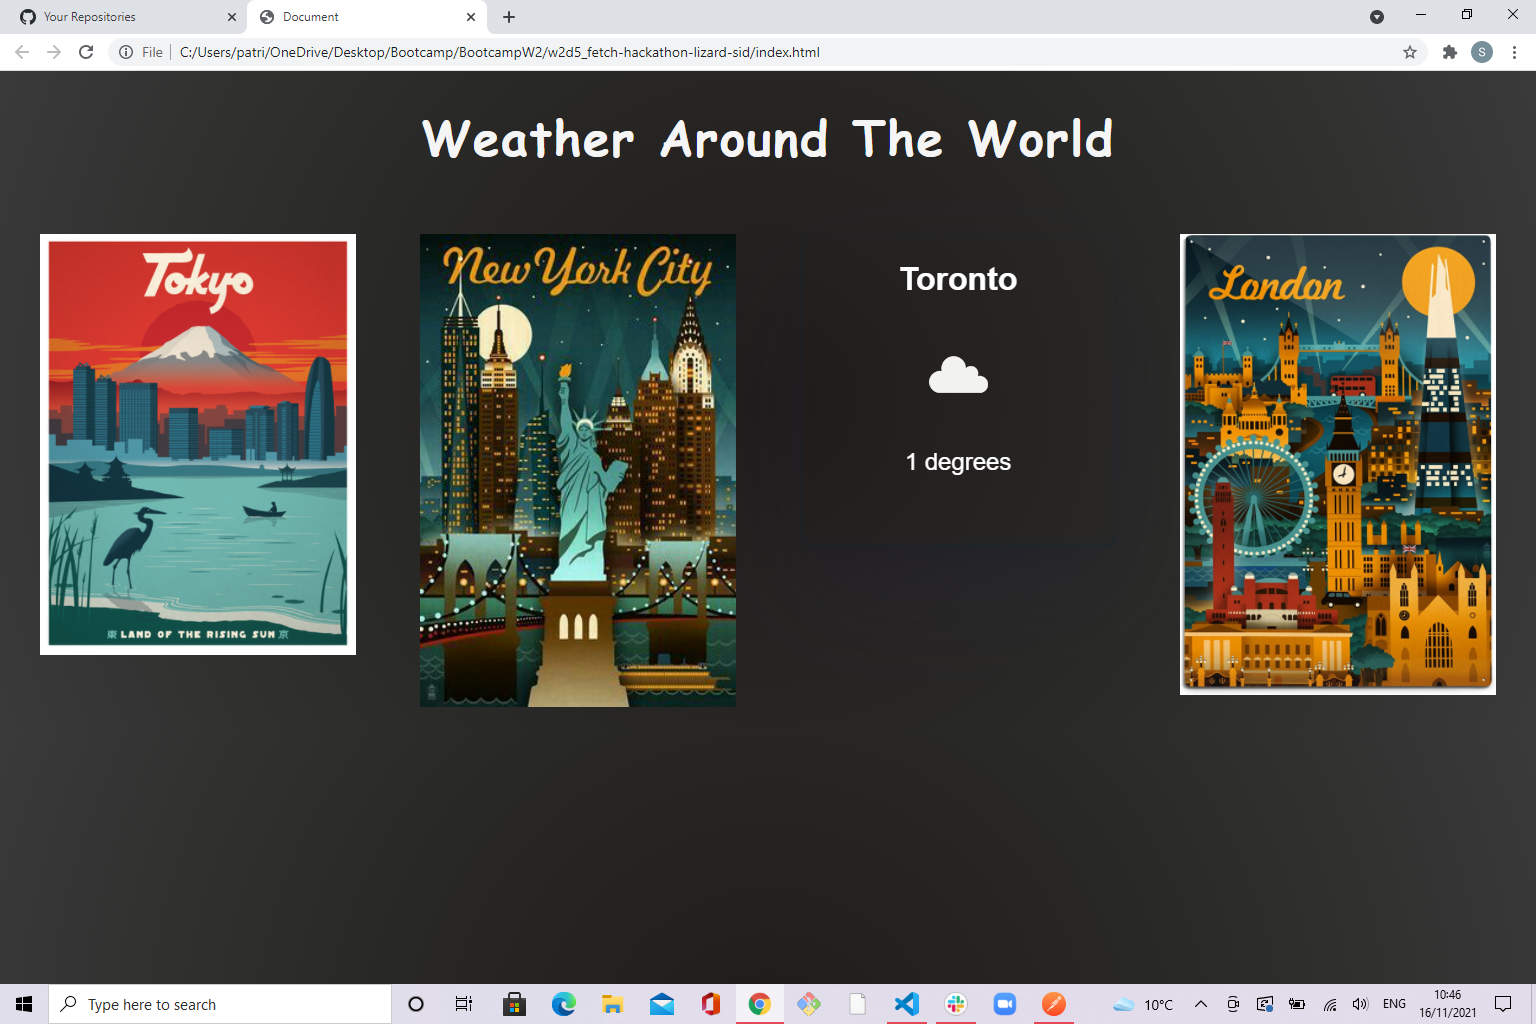 Your Repositories
Document
File
C:/Users/patri/OneDrive/Desktop/Bootcamp/BootcampW2/w2d5_fetch-hackathon-lizard-sid/index.html
S
Weather Around The World
Tokyo
東 LAND OF THE RISING SUN 京
New York City
Toronto
1 degrees
London
Type here to search
10°C
ENG
10:46
16/11/2021